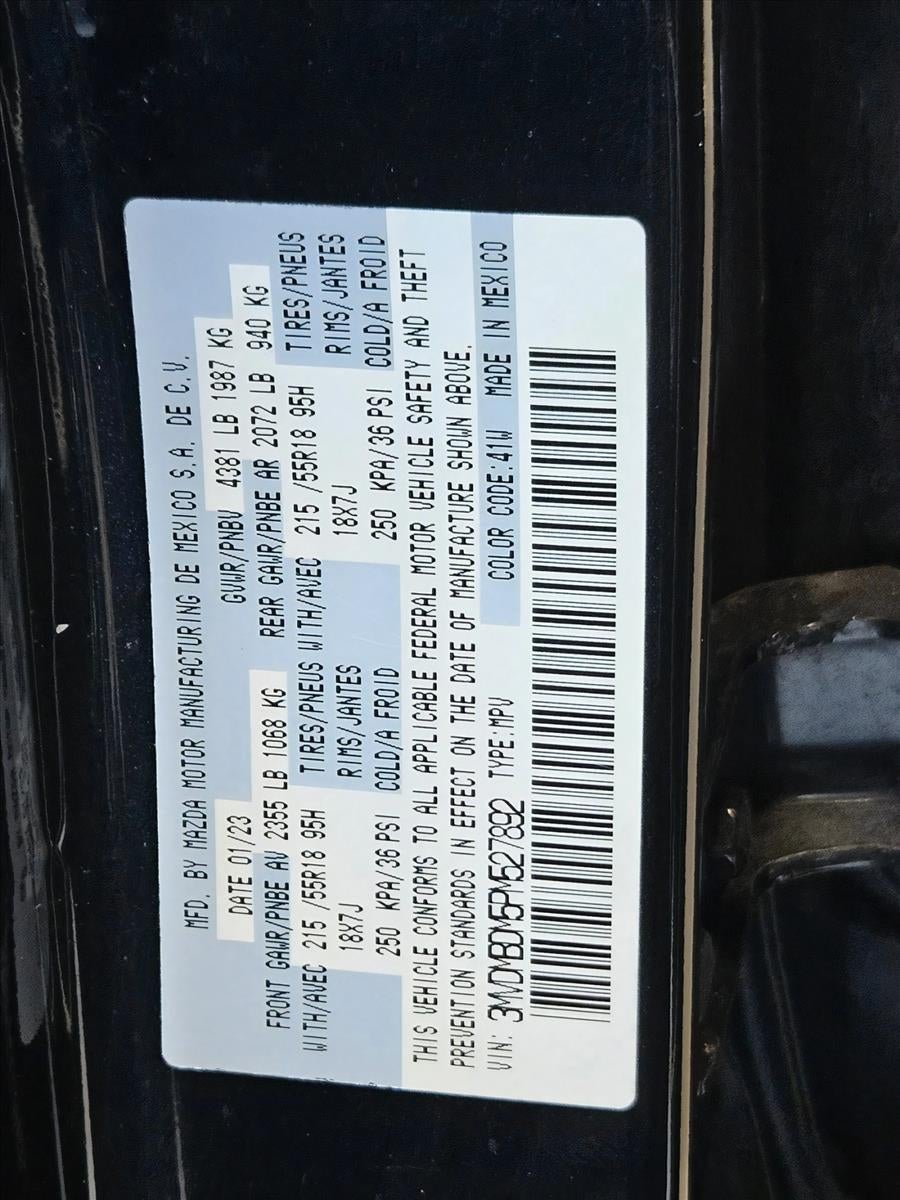 MFD. BY MAZDA MOTOR MANUFACTURING DE MEXICO S.A. DE C.V.
DATE 01/23 GVWR/PNBV 4381 LB 1987 KG
FRONT GAWR/PNBE AV 2355 LB 1068 KG REAR GAWR/PNBE AR 2072 LB 940 KG
WITH/AVEC 215 /55R18 95H TIRES/PNEUS WITH/AVEC 215 /55R18 95H TIRES/PNEUS
18X7J RIMS/JANTES 18X7J RIMS/JANTES
250 KPA/36 PSI COLD/A FROID 250 KPA/36 PSI COLD/A FROID
THIS VEHICLE CONFORMS TO ALL APPLICABLE FEDERAL MOTOR VEHICLE SAFETY AND THEFT
PREVENTION STANDARDS IN EFFECT ON THE DATE OF MANUFACTURE SHOWN ABOVE.
VIN: 3MVDMBDM5PM527892 TYPE:MPV COLOR CODE:41W MADE IN MEXICO